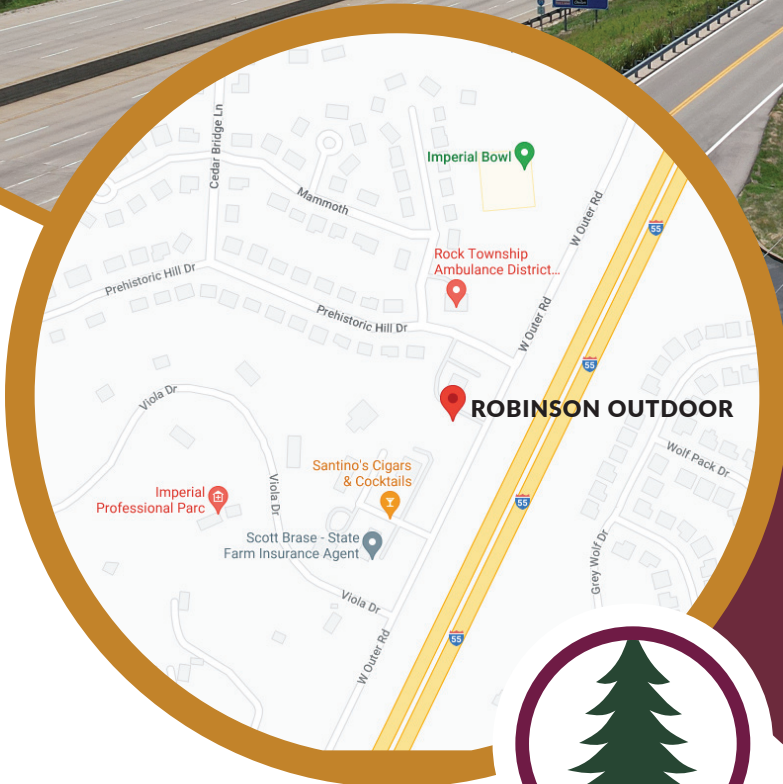 Cedar Bridge Ln
Imperial Bowl
Mammoth
W Outer Rd
55
Rock Township
Ambulance District...
Prehistoric Hill Dr
Prehistoric Hill Dr
W Outer Rd
55
Viola Dr
ROBINSON OUTDOOR
Wolf Pack Dr
Santino's Cigars
& Cocktails
Imperial
Professional Parc
Viola Dr
55
Scott Brase - State
Farm Insurance Agent
Grey Wolf Dr
Viola Dr
W Outer Rd
55